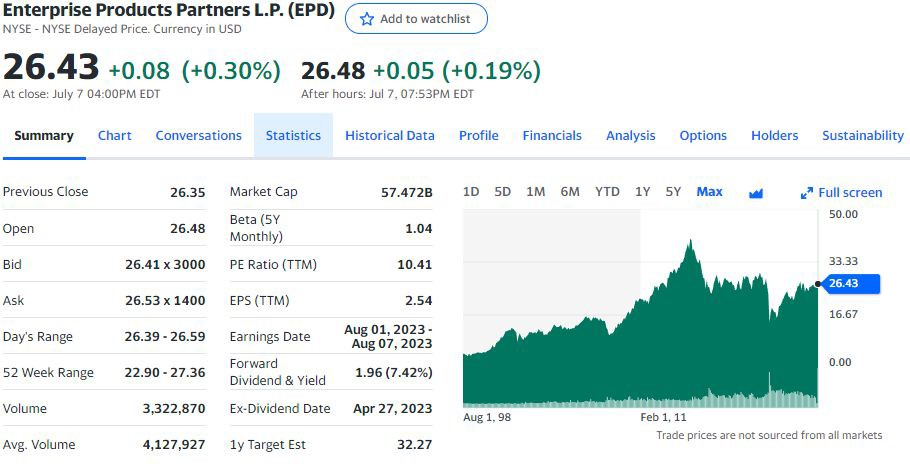 Enterprise Products Partners L.P. (EPD)
Add to watchlist
NYSE - NYSE Delayed Price. Currency in USD
26.43 +0.08 (+0.30%) 26.48 +0.05 (+0.19%)
At close: July 7 04:00PM EDT After hours: Jul 7, 07:53PM EDT
Summary Chart Conversations Statistics Historical Data Profile Financials Analysis Options Holders Sustainability
Previous Close 26.35
Open 26.48
Bid 26.41 x 3000
Ask 26.53 x 1400
Day's Range 26.39 - 26.59
52 Week Range 22.90 - 27.36
Volume 3,322,870
Avg. Volume 4,127,927
Market Cap 57.472B
Beta (5Y
Monthly) 1.04
PE Ratio (TTM) 10.41
EPS (TTM) 2.54
Earnings Date Aug 01, 2023 -
Aug 07, 2023
Forward
Dividend & Yield 1.96 (7.42%)
Ex-Dividend Date Apr 27, 2023
1y Target Est 32.27
1D 5D 1M 6M YTD 1Y 5Y Max Full screen
50.00
33.33
26.43
16.67
0.00
Aug 1, 98 Feb 1, 11
Trade prices are not sourced from all markets